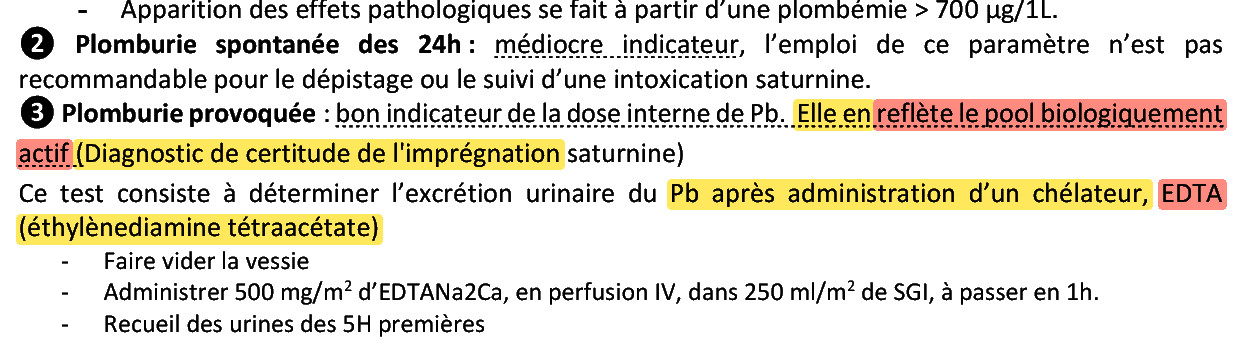 - Apparition des effets pathologiques se fait à partir d'une plombémie > 700 µg/1L.
❷ Plomburie spontanée des 24h : médiocre indicateur, l'emploi de ce paramètre n'est pas
recommandable pour le dépistage ou le suivi d'une intoxication saturnine.
❸ Plomburie provoquée : bon indicateur de la dose interne de Pb. Elle en reflète le pool biologiquement
actif (Diagnostic de certitude de l'imprégnation saturnine)
Ce test consiste à déterminer l'excrétion urinaire du Pb après administration d'un chélateur, EDTA
(éthylènediamine tétraacétate)
- Faire vider la vessie
- Administrer 500 mg/m² d'EDTANa2Ca, en perfusion IV, dans 250 ml/m² de SGI, à passer en 1h.
- Recueil des urines des 5H premières